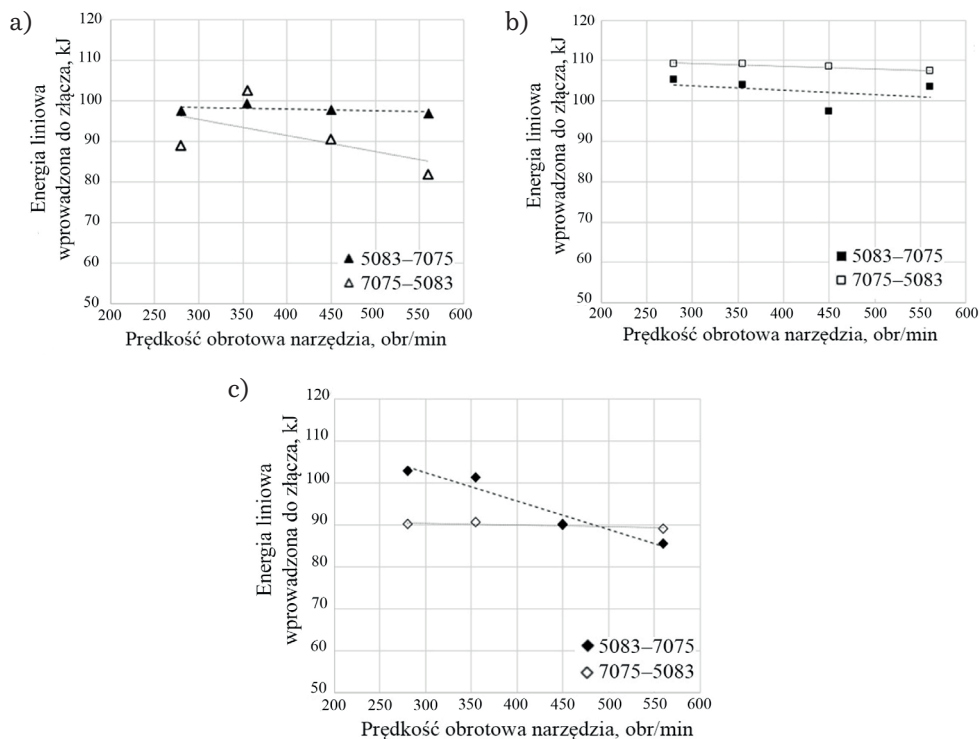 a)
Energia liniowa
wprowadzona do złącza, kJ
120
110
100
90
80
70
60
50
5083–7075
7075–5083
200 250 300 350 400 450 500 550 600
Prędkość obrotowa narzędzia, obr/min
b)
Energia liniowa
wprowadzona do złącza, kJ
120
110
100
90
80
70
60
50
5083–7075
7075–5083
200 250 300 350 400 450 500 550 600
Prędkość obrotowa narzędzia, obr/min
c)
Energia liniowa
wprowadzona do złącza, kJ
120
110
100
90
80
70
60
50
5083–7075
7075–5083
200 250 300 350 400 450 500 550 600
Prędkość obrotowa narzędzia, obr/min